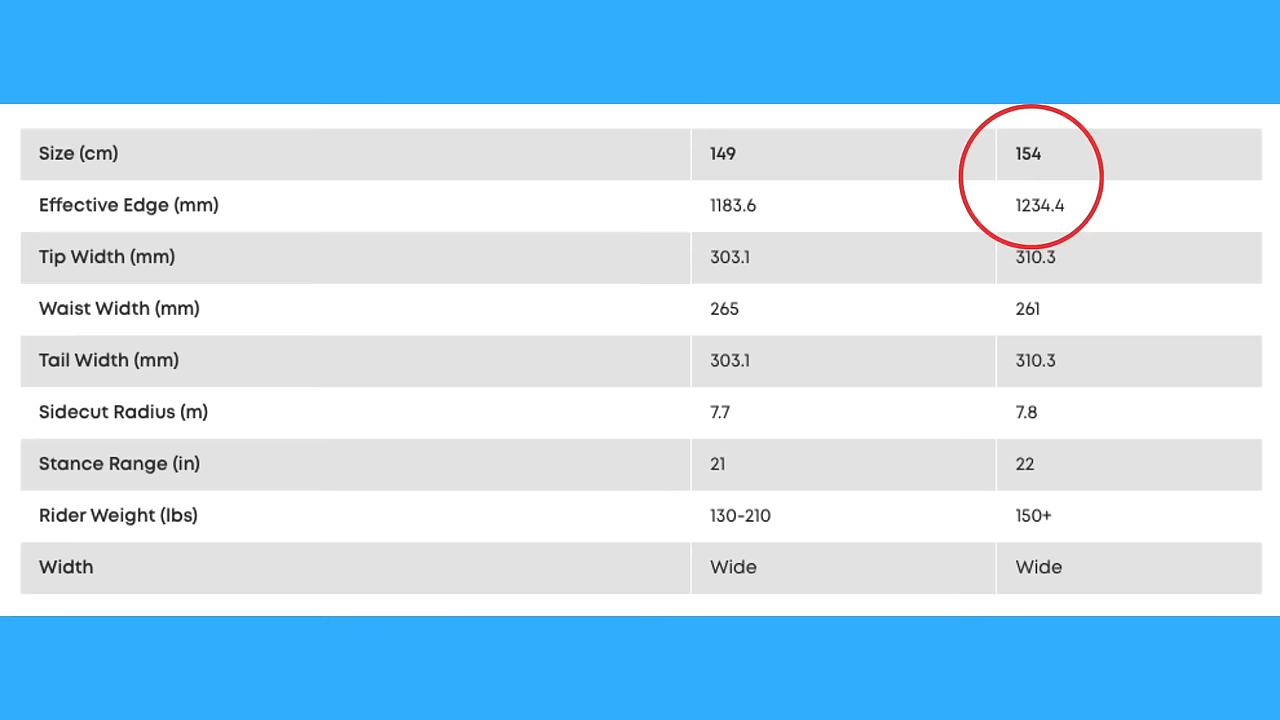 Size (cm) 149 154
Effective Edge (mm) 1183.6 1234.4
Tip Width (mm) 303.1 310.3
Waist Width (mm) 265 261
Tail Width (mm) 303.1 310.3
Sidecut Radius (m) 7.7 7.8
Stance Range (in) 21 22
Rider Weight (lbs) 130-210 150+
Width Wide Wide